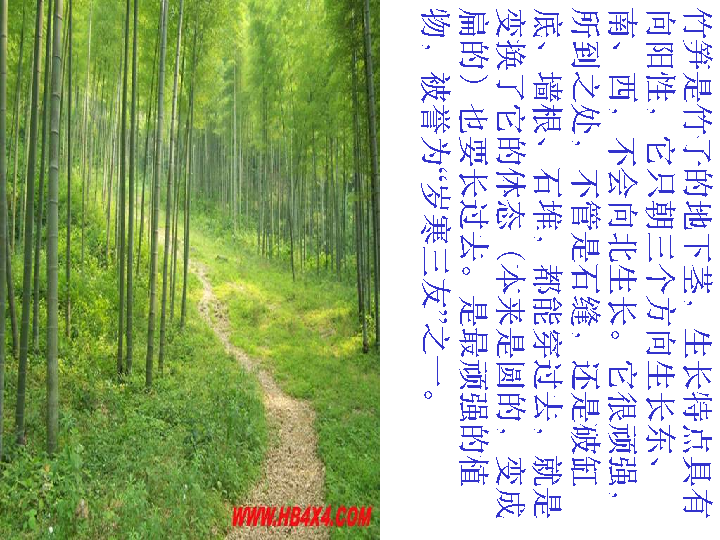 竹笋是竹子的地下茎，生长特点具有
向阳性，它只朝三个方向生长东、
南、西，不会向北生长。它很顽强，
所到之处，不管是石缝，还是破缸
底、墙根、石堆，都能穿过去，就是
变换了它的体态（本来是圆的，变成
扁的）也要长过去。是最顽强的植
物，被誉为“岁寒三友”之一。
WWW.HB4X4.COM